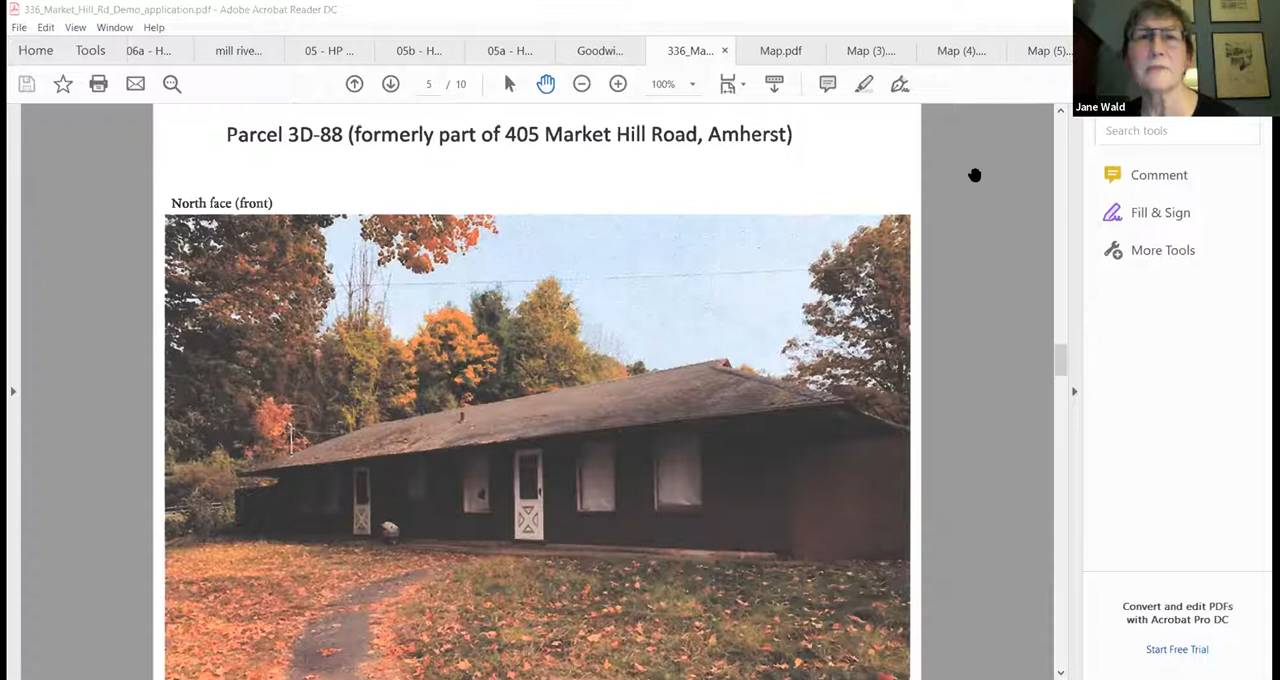 336_Market_Hill_Rd_Demo_application.pdf - Adobe Acrobat Reader DC
File Edit View Window Help
Home Tools 06a - H... mill rive... 05 - HP ... 05b - H... 05a - H... Goodwi... 336_Ma... × Map.pdf Map (3).... Map (4).... Map (5)....
5 / 10 100%
Jane Wald
Search tools
Comment
Fill & Sign
More Tools
Parcel 3D-88 (formerly part of 405 Market Hill Road, Amherst)
North face (front)
Convert and edit PDFs
with Acrobat Pro DC
Start Free Trial